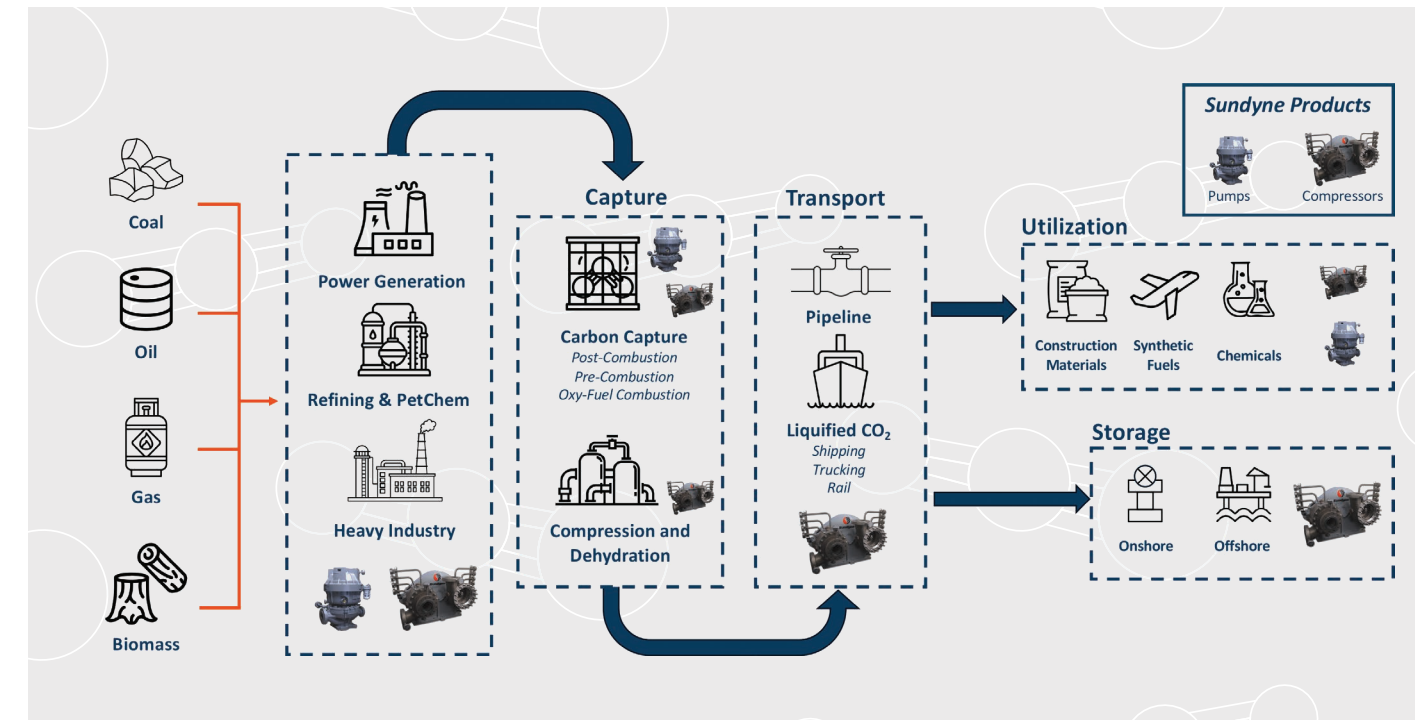 Sundyne Products
Pumps
Compressors
Coal
Oil
Gas
Biomass
Power Generation
Refining & PetChem
Heavy Industry
Capture
Carbon Capture
Post-Combustion
Pre-Combustion
Oxy-Fuel Combustion
Compression and
Dehydration
Transport
Pipeline
Liquified CO₂
Shipping
Trucking
Rail
Utilization
Construction
Materials
Synthetic
Fuels
Chemicals
Storage
Onshore
Offshore